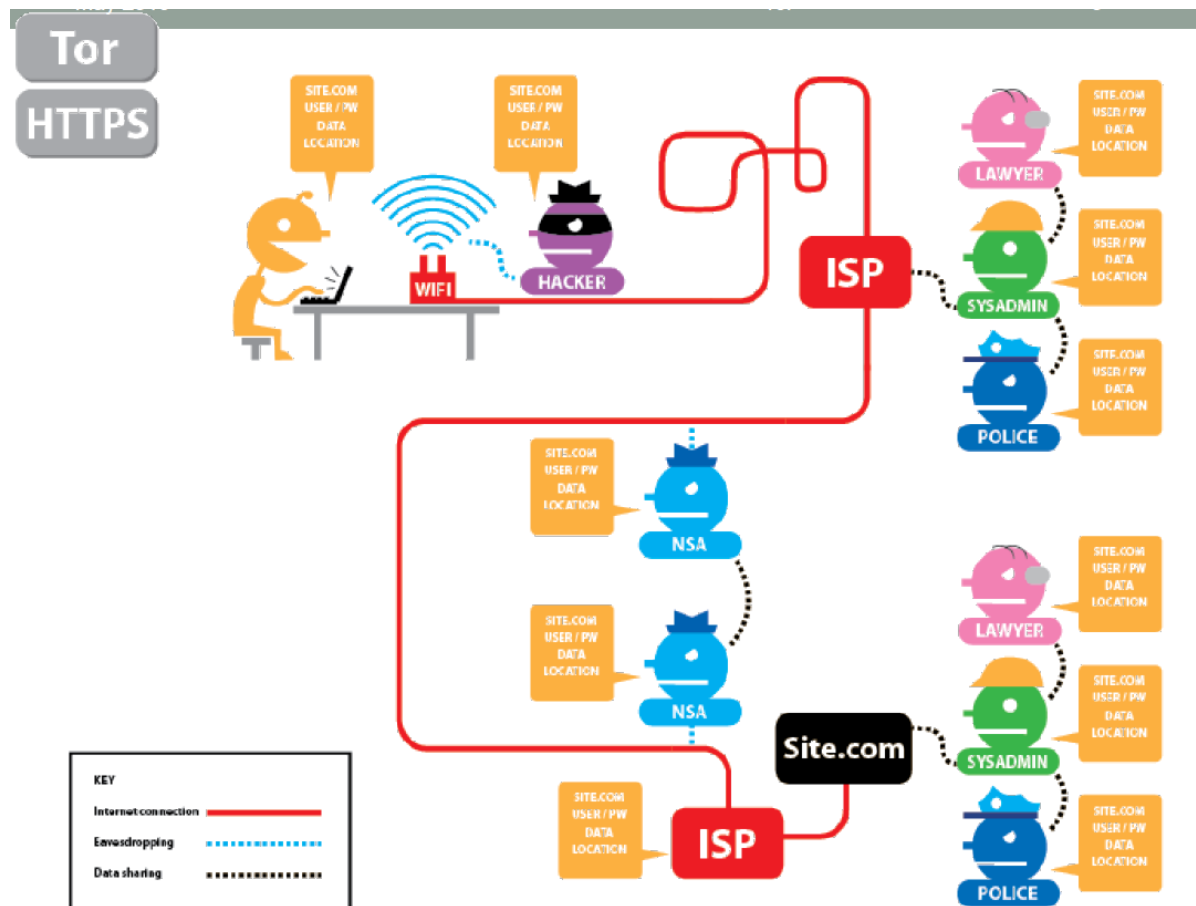 Tor
HTTPS
SITE.COM
USER / PW
DATA
LOCATION
SITE.COM
USER / PW
DATA
LOCATION
WIFI
HACKER
ISP
SITE.COM
USER / PW
DATA
LOCATION
LAWYER
SITE.COM
USER / PW
DATA
LOCATION
SYSADMIN
SITE.COM
USER / PW
DATA
LOCATION
POLICE
SITE.COM
USER / PW
DATA
LOCATION
NSA
SITE.COM
USER / PW
DATA
LOCATION
NSA
SITE.COM
USER / PW
DATA
LOCATION
LAWYER
SITE.COM
USER / PW
DATA
LOCATION
SYSADMIN
Site.com
SITE.COM
USER / PW
DATA
LOCATION
ISP
SITE.COM
USER / PW
DATA
LOCATION
POLICE
KEY
Internet connection
Eavesdropping
Data sharing